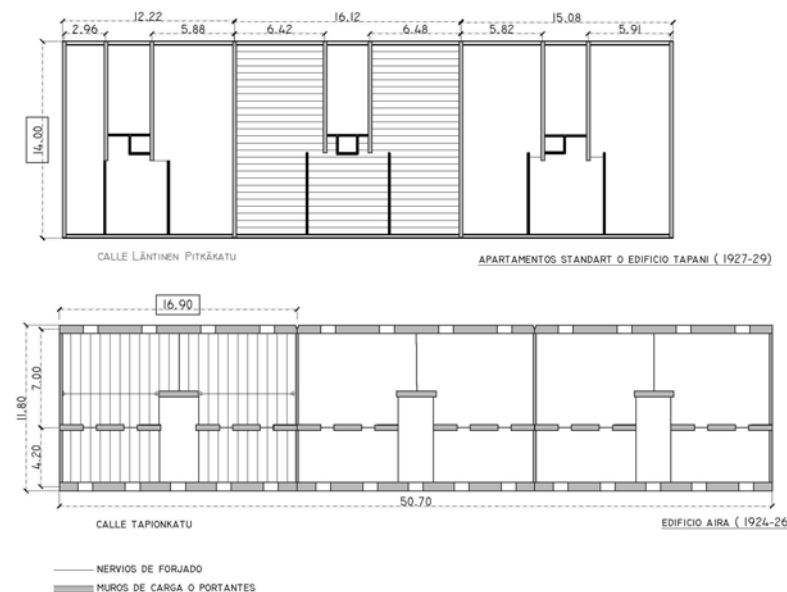 12.22 16.12 15.08
2.96 5.88 6.42 6.48 5.82 5.91
14.00
CALLE LÄNTINEN PITKÄKATU
APARTAMENTOS STANDART O EDIFICIO TAPANI ( 1927-29)
16.90
7.00
11.80
4.20
50.70
CALLE TAPIONKATU
EDIFICIO AIRA ( 1924-26
NERVIOS DE FORJADO
MUROS DE CARGA O PORTANTES